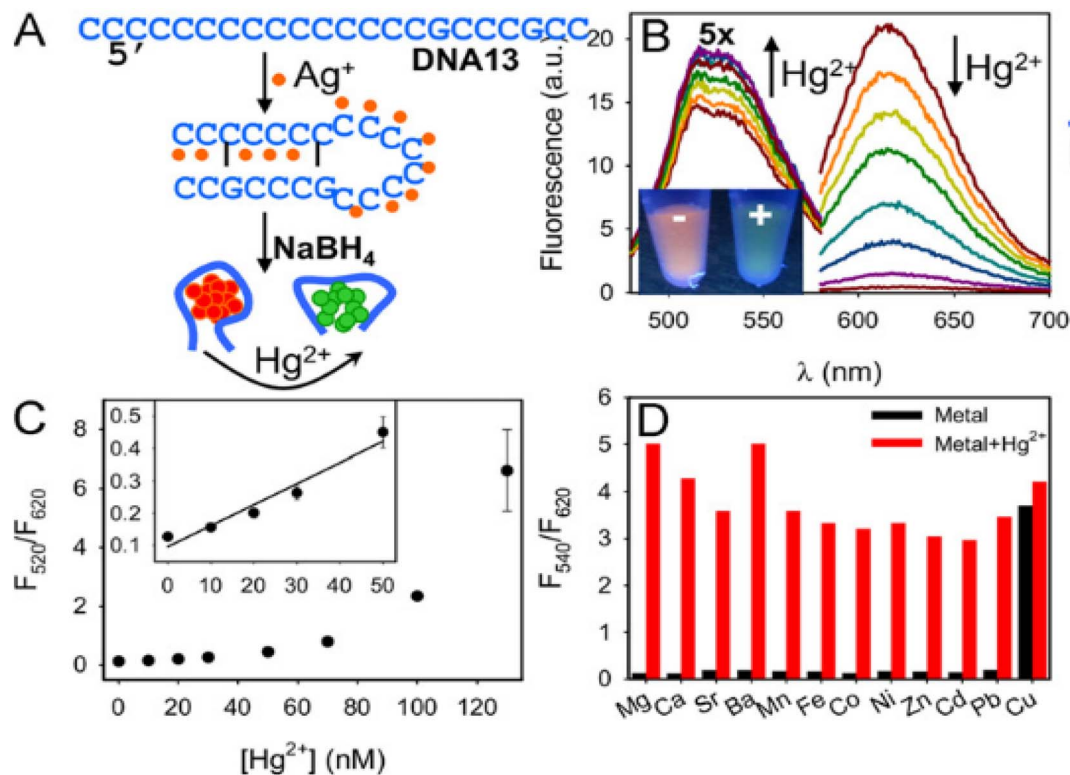 A
CCCCCCCCCCCCCCCCGCCCGCC
5′
DNA13
Ag⁺
CCCCCCCCCCCCC
CCGCCCGCCC
NaBH₄
Hg²⁺
B
Fluorescence (a.u.)
20
15
10
5
0
5x
Hg²⁺
Hg²⁺
-
+
500
550
600
650
700
λ (nm)
C
F₅₂₀/F₆₂₀
8
6
4
2
0
0.5
0.4
0.3
0.2
0.1
0 10 20 30 40 50
0 20 40 60 80 100 120
[Hg²⁺] (nM)
D
Metal
Metal+Hg²⁺
F₅₄₀/F₆₂₀
6
5
4
3
2
1
0
Mg Ca Sr Ba Mn Fe Co Ni Zn Cd Pb Cu